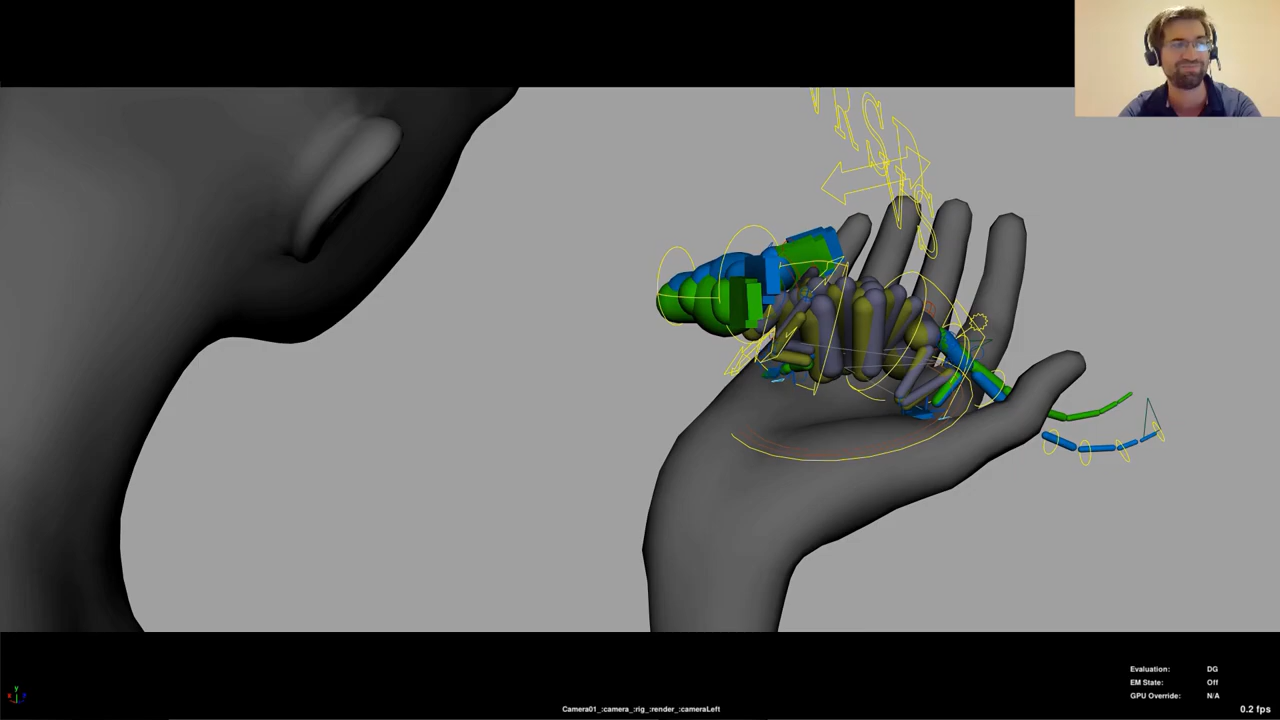 Evaluation: DG
EM State: Off
GPU Override: N/A
Camera01_:camera_:rig_:render_:cameraLeft
0.2 fps